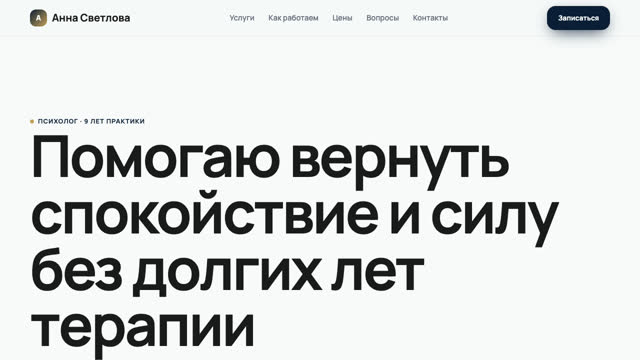 А Анна Светлова Услуги Как работаем Цены Вопросы Контакты Записаться
ПСИХОЛОГ · 9 ЛЕТ ПРАКТИКИ
Помогаю вернуть
спокойствие и силу
без долгих лет
терапии